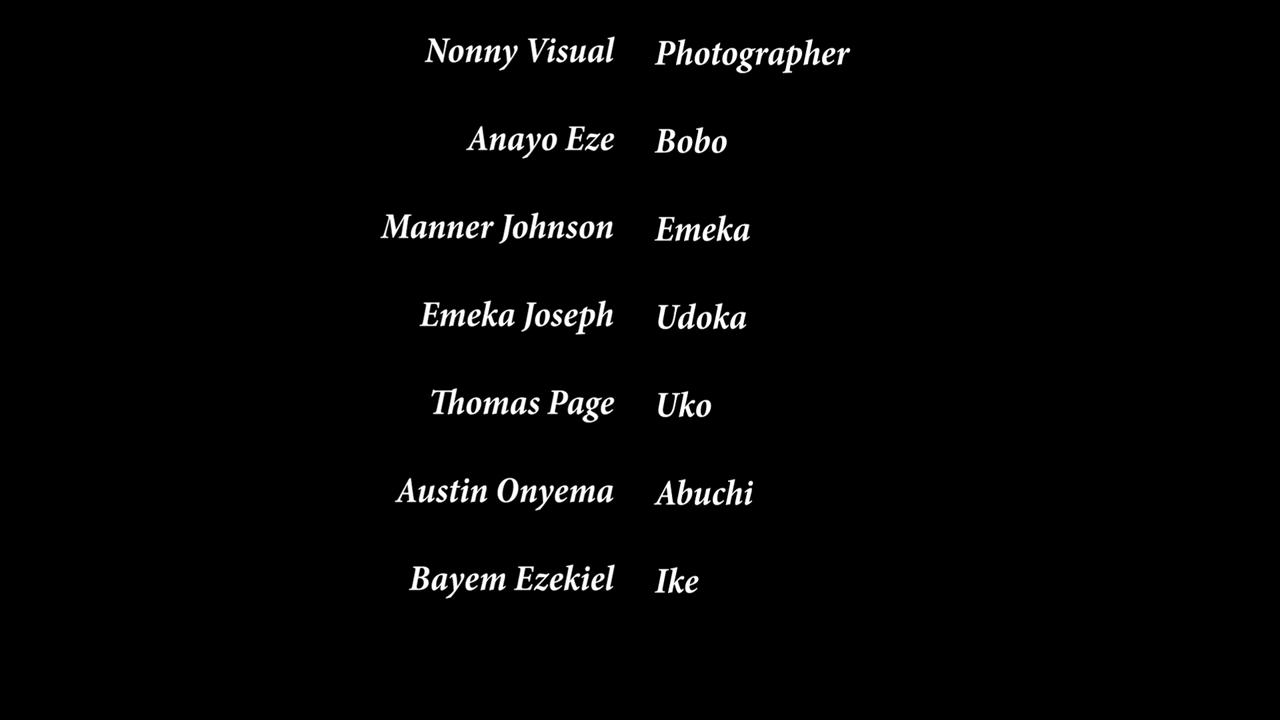 Nonny Visual Photographer
Anayo Eze Bobo
Manner Johnson Emeka
Emeka Joseph Udoka
Thomas Page Uko
Austin Onyema Abuchi
Bayem Ezekiel Ike